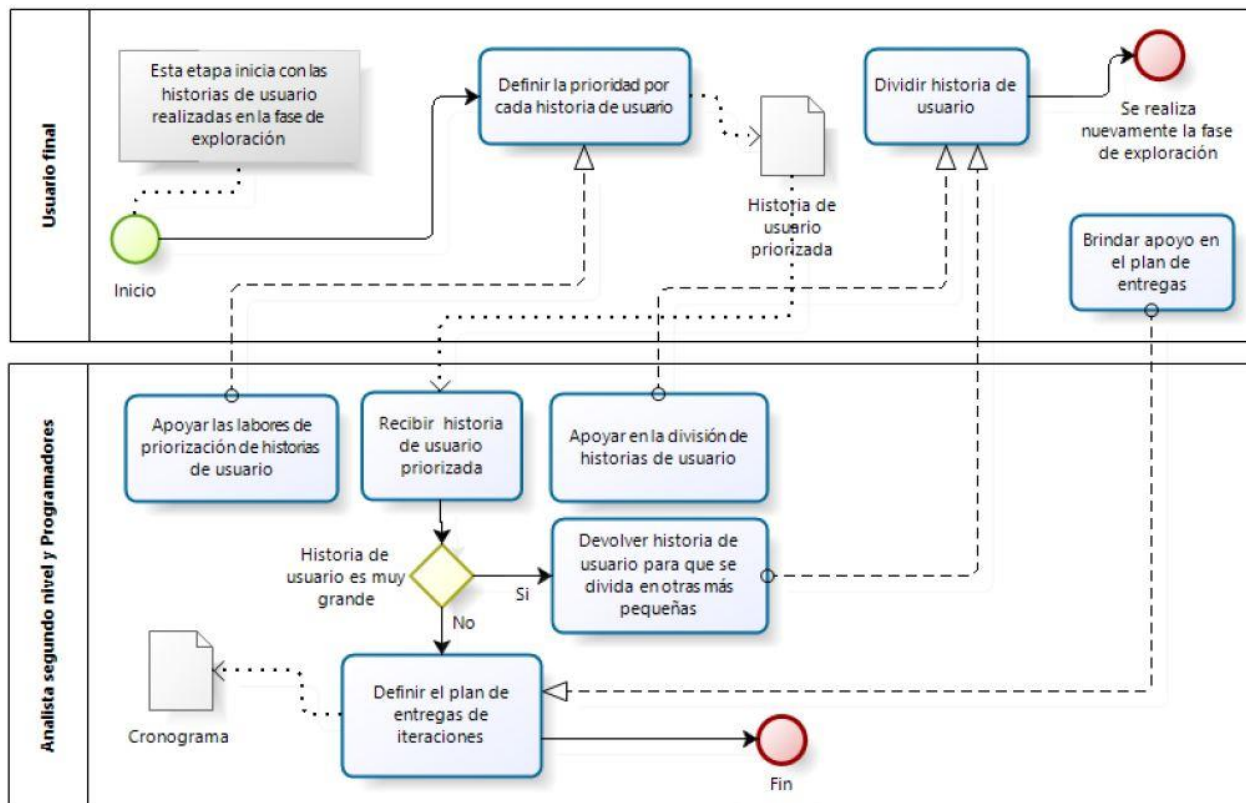 Usuario final
Esta etapa inicia con las
historias de usuario
realizadas en la fase de
exploración
Inicio
Definir la prioridad por
cada historia de usuario
Historia de
usuario
priorizada
Dividir historia de
usuario
Se realiza
nuevamente la fase
de exploración
Brindar apoyo en
el plan de
entregas
Analista segundo nivel y Programadores
Apoyar las labores de
priorización de historias
de usuario
Recibir historia
de usuario
priorizada
Apoyar en la división de
historias de usuario
Historia de
usuario es muy
grande
Si
No
Devolver historia de
usuario para que se
divida en otras más
pequeñas
Cronograma
Definir el plan de
entregas de
iteraciones
Fin